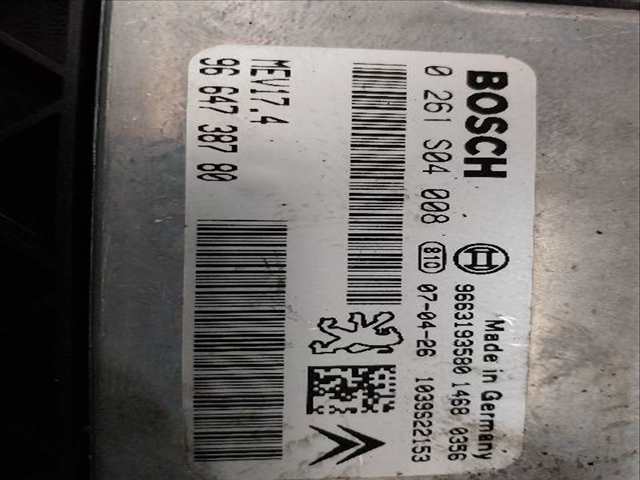 BOSCH
Made in Germany
9663193580 1468 0356
0 261 S04 008
810
07-04-26
1039S22153
MEV17.4
96 647 387 80